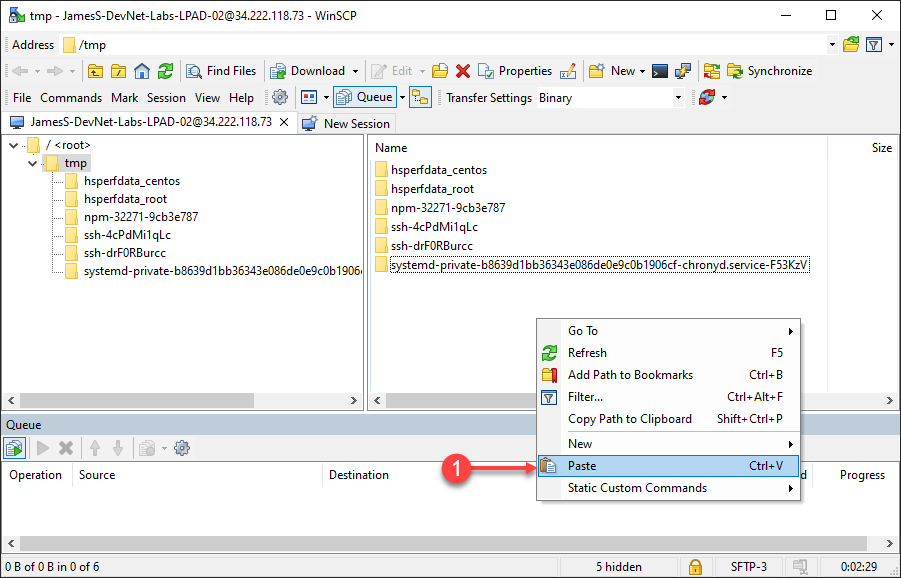 tmp - JamesS-DevNet-Labs-LPAD-02@34.222.118.73 - WinSCP
Address /tmp
Find Files Download Edit Properties New Synchronize
File Commands Mark Session View Help Queue Transfer Settings Binary
JamesS-DevNet-Labs-LPAD-02@34.222.118.73 New Session
/ <root>
tmp
hsperfdata_centos
hsperfdata_root
npm-32271-9cb3e787
ssh-4cPdMi1qLc
ssh-drF0RBurcc
systemd-private-b8639d1bb36343e086de0e9c0b1906
Name Size
hsperfdata_centos
hsperfdata_root
npm-32271-9cb3e787
ssh-4cPdMi1qLc
ssh-drF0RBurcc
systemd-private-b8639d1bb36343e086de0e9c0b1906cf-chronyd.service-F53KzV
Go To
Refresh F5
Add Path to Bookmarks Ctrl+B
Filter... Ctrl+Alt+F
Copy Path to Clipboard Shift+Ctrl+P
New
1 Paste Ctrl+V
Static Custom Commands
Queue
Operation Source Destination Progress
0 B of 0 B in 0 of 6 5 hidden SFTP-3 0:02:29